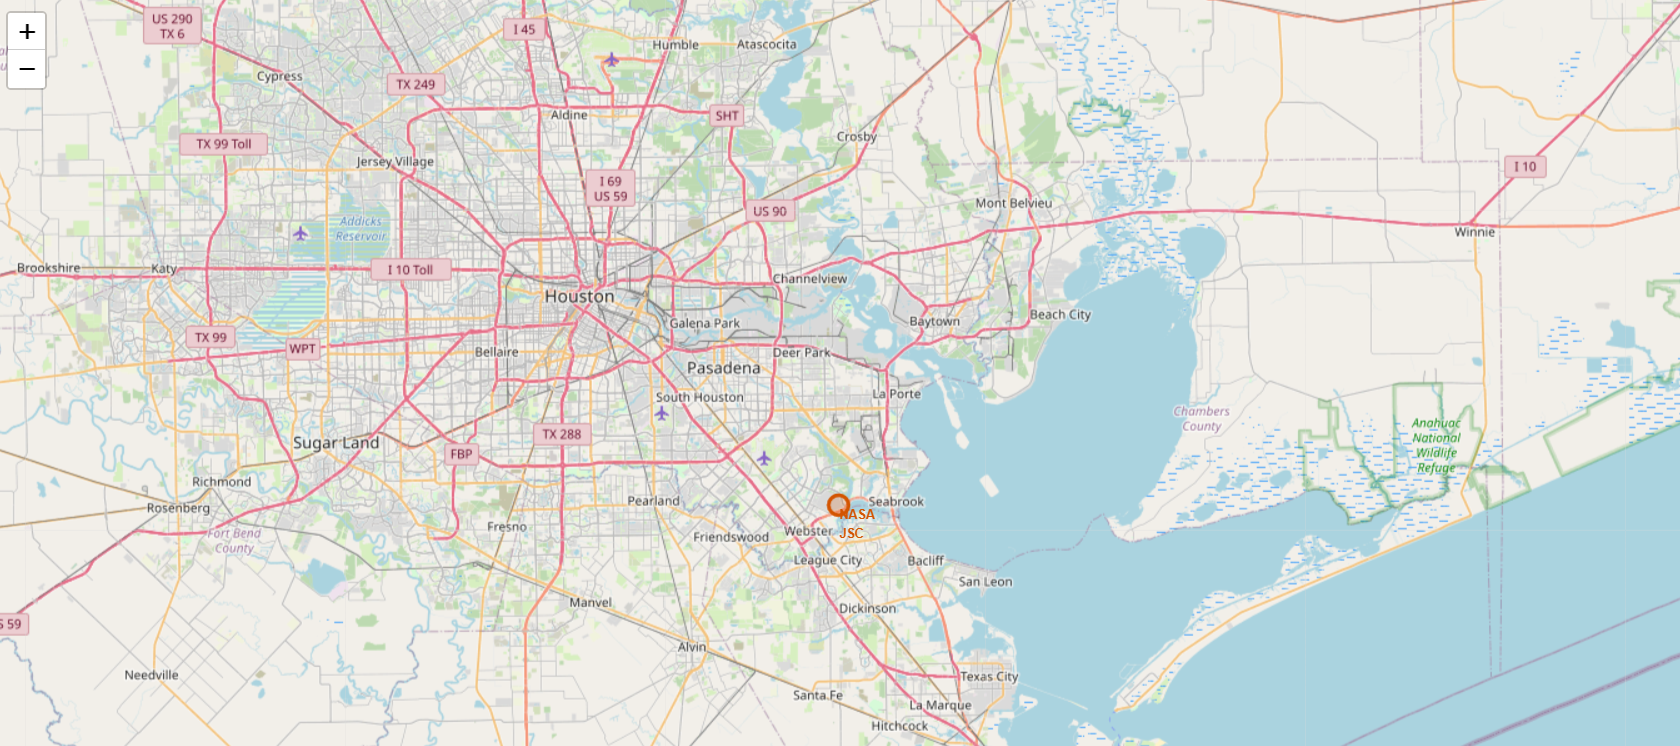 +
−
US 290
TX 6
I 45
Humble
Atascocita
Cypress
TX 249
Aldine
SHT
Crosby
TX 99 Toll
Jersey Village
I 10
I 69
US 59
US 90
Mont Belvieu
Addicks
Reservoir
Winnie
Brookshire
Katy
I 10 Toll
Channelview
Houston
Beach City
Galena Park
Baytown
TX 99
WPT
Bellaire
Deer Park
Pasadena
La Porte
South Houston
Chambers
County
Anahuac
National
Wildlife
Refuge
Sugar Land
TX 288
FBP
Richmond
Rosenberg
Pearland
Seabrook
NASA
JSC
Fresno
Webster
Friendswood
Fort Bend
County
League City
Bacliff
San Leon
Manvel
Dickinson
S 59
Alvin
Needville
Texas City
Santa Fe
La Marque
Hitchcock